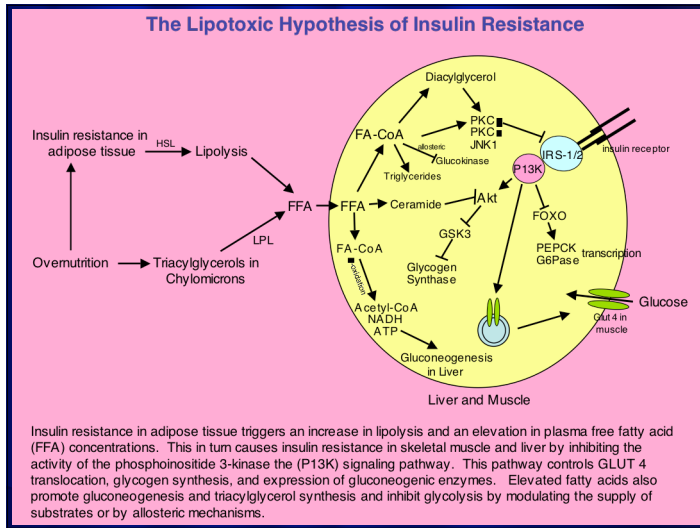 The Lipotoxic Hypothesis of Insulin Resistance
Diacylglycerol
PKC
PKC
JNK1
FA-CoA
allosteric
Glucokinase
Triglycerides
IRS-1/2
insulin receptor
P13K
Insulin resistance in
adipose tissue
HSL
Lipolysis
FFA
FFA
Ceramide
Akt
FOXO
GSK3
PEPCK
G6Pase
transcription
LPL
FA-CoA
oxidation
Glycogen
Synthase
Overnutrition
Triacylglycerols in
Chylomicrons
Acetyl-CoA
NADH
ATP
Gluconeogenesis
in Liver
Glucose
Glut 4 in
muscle
Liver and Muscle
Insulin resistance in adipose tissue triggers an increase in lipolysis and an elevation in plasma free fatty acid
(FFA) concentrations. This in turn causes insulin resistance in skeletal muscle and liver by inhibiting the
activity of the phosphoinositide 3-kinase the (P13K) signaling pathway. This pathway controls GLUT 4
translocation, glycogen synthesis, and expression of gluconeogenic enzymes. Elevated fatty acids also
promote gluconeogenesis and triacylglycerol synthesis and inhibit glycolysis by modulating the supply of
substrates or by allosteric mechanisms.